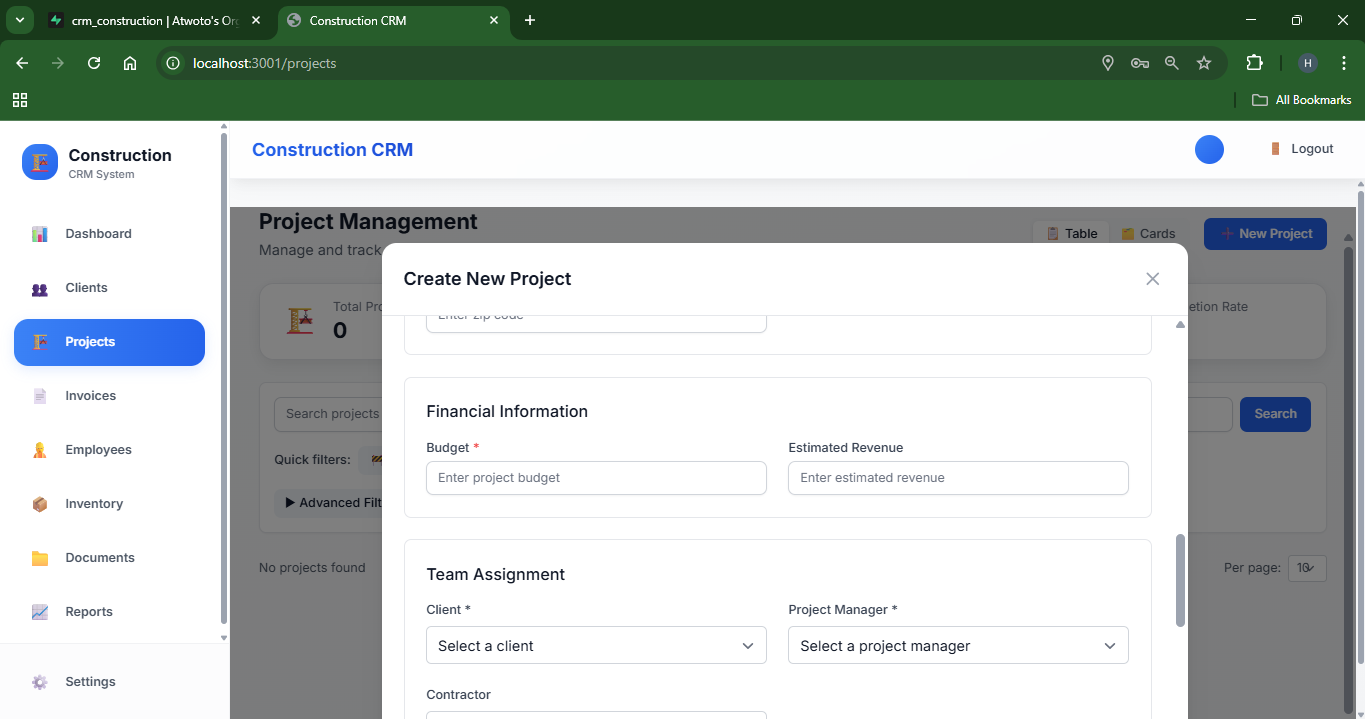 crm_construction | Atwoto's Org
Construction CRM
localhost:3001/projects
H
All Bookmarks
Construction
CRM System
Dashboard
Clients
Projects
Invoices
Employees
Inventory
Documents
Reports
Settings
Construction CRM
Logout
Project Management
Manage and track
Table
Cards
New Project
Total Pro
0
etion Rate
Search projects
Search
Quick filters:
Advanced Filt
No projects found
Per page:
10
Create New Project
Enter zip code
Financial Information
Budget *
Estimated Revenue
Enter project budget
Enter estimated revenue
Team Assignment
Client *
Project Manager *
Select a client
Select a project manager
Contractor